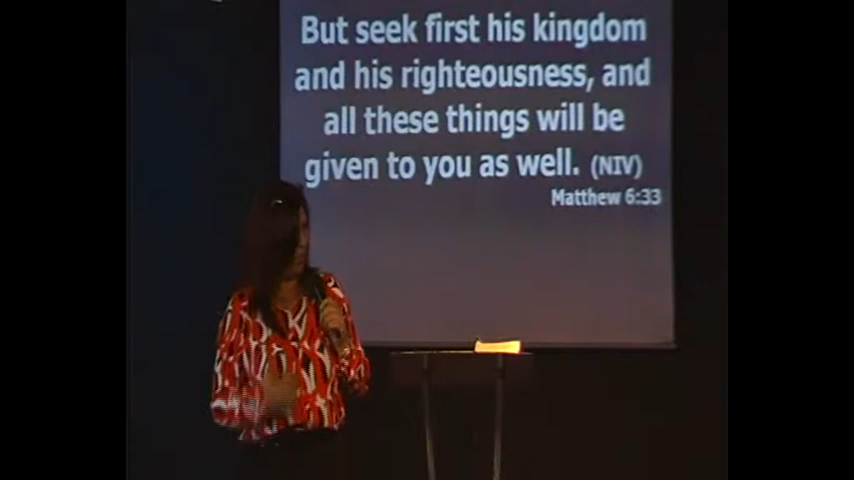 But seek first his kingdom
and his righteousness, and
all these things will be
given to you as well. (NIV)
Matthew 6:33